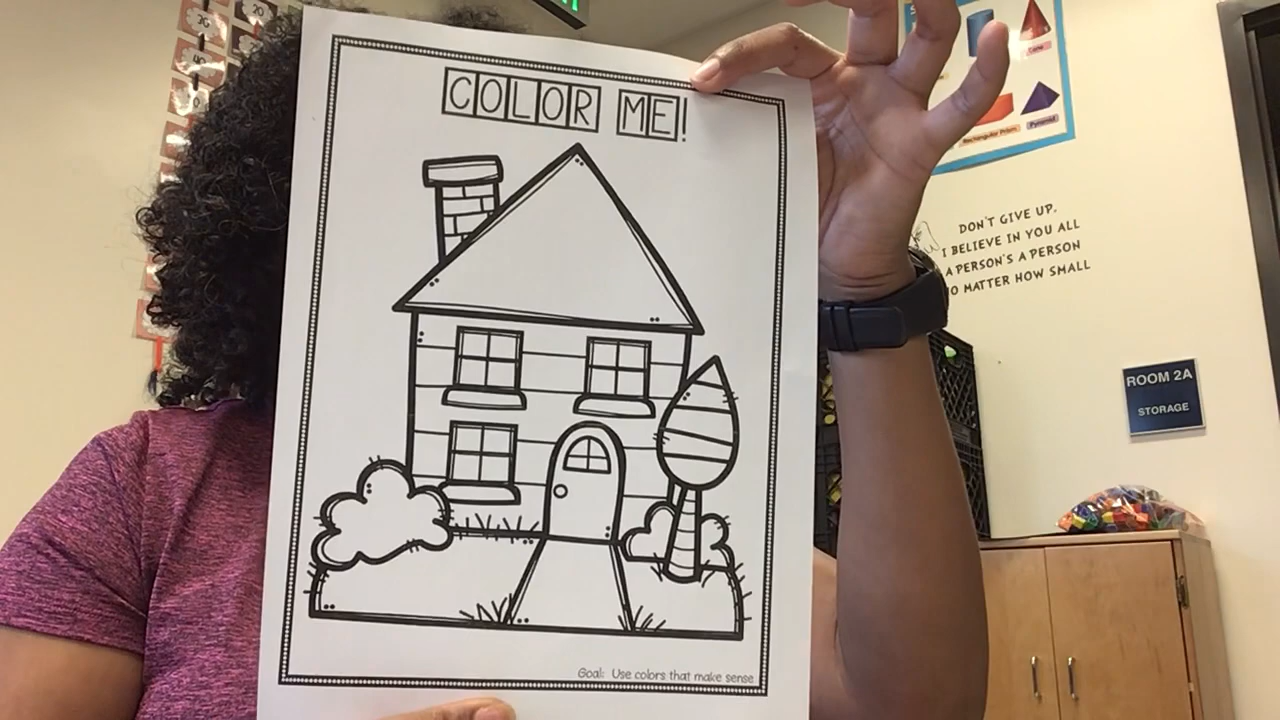 COLOR ME!
Goal: Use colors that make sense
Cone
Rectangular Prism
Pyramid
DON'T GIVE UP.
I BELIEVE IN YOU ALL
A PERSON'S A PERSON
NO MATTER HOW SMALL
ROOM 2A
STORAGE
20